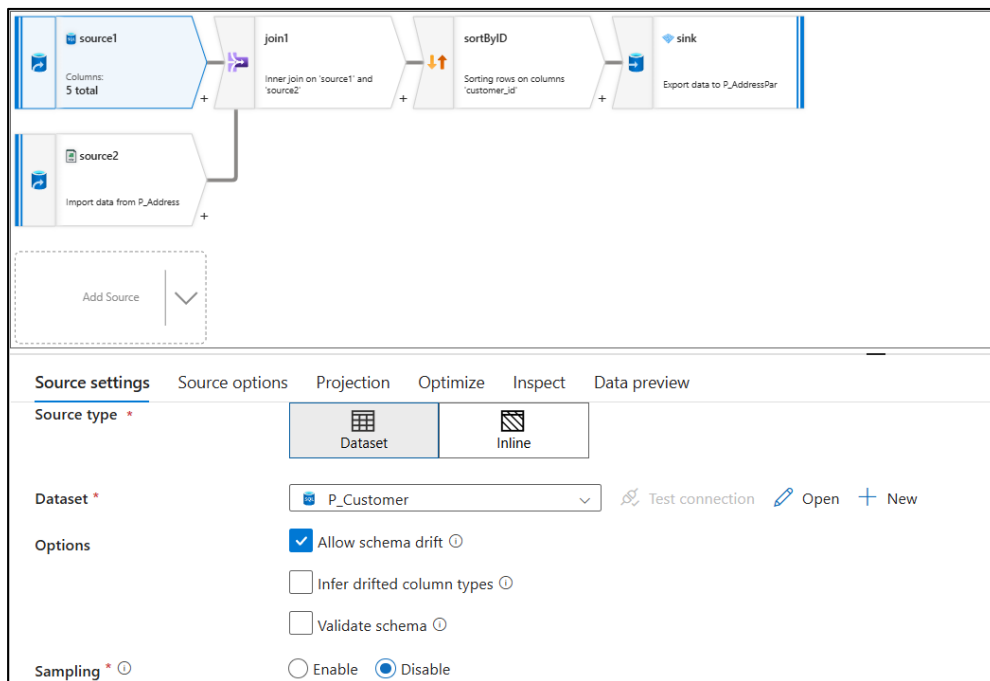 source1
Columns:
5 total
+
join1
Inner join on 'source1' and
'source2'
+
sortByID
Sorting rows on columns
'customer_id'
+
sink
Export data to P_AddressPar
source2
Import data from P_Address
+
Add Source
Source settings Source options Projection Optimize Inspect Data preview
Source type *
Dataset
Inline
Dataset *
SQL
P_Customer
Test connection
Open
+ New
Options
Allow schema drift
Infer drifted column types
Validate schema
Sampling *
Enable
Disable